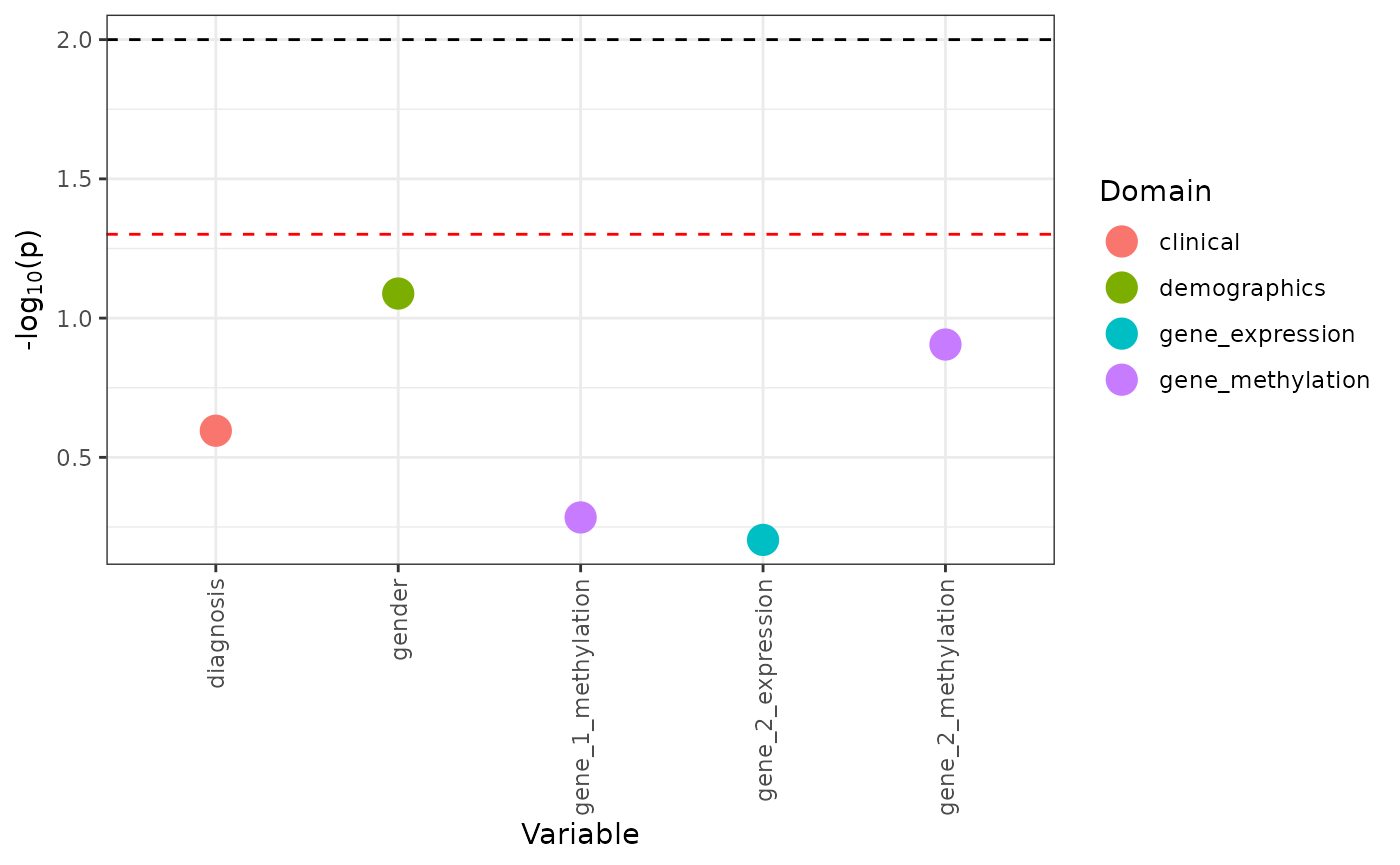 2.0
1.5
1.0
0.5
-log10(p)
diagnosis
gender
gene_1_methylation
gene_2_expression
gene_2_methylation
Variable
Domain
clinical
demographics
gene_expression
gene_methylation